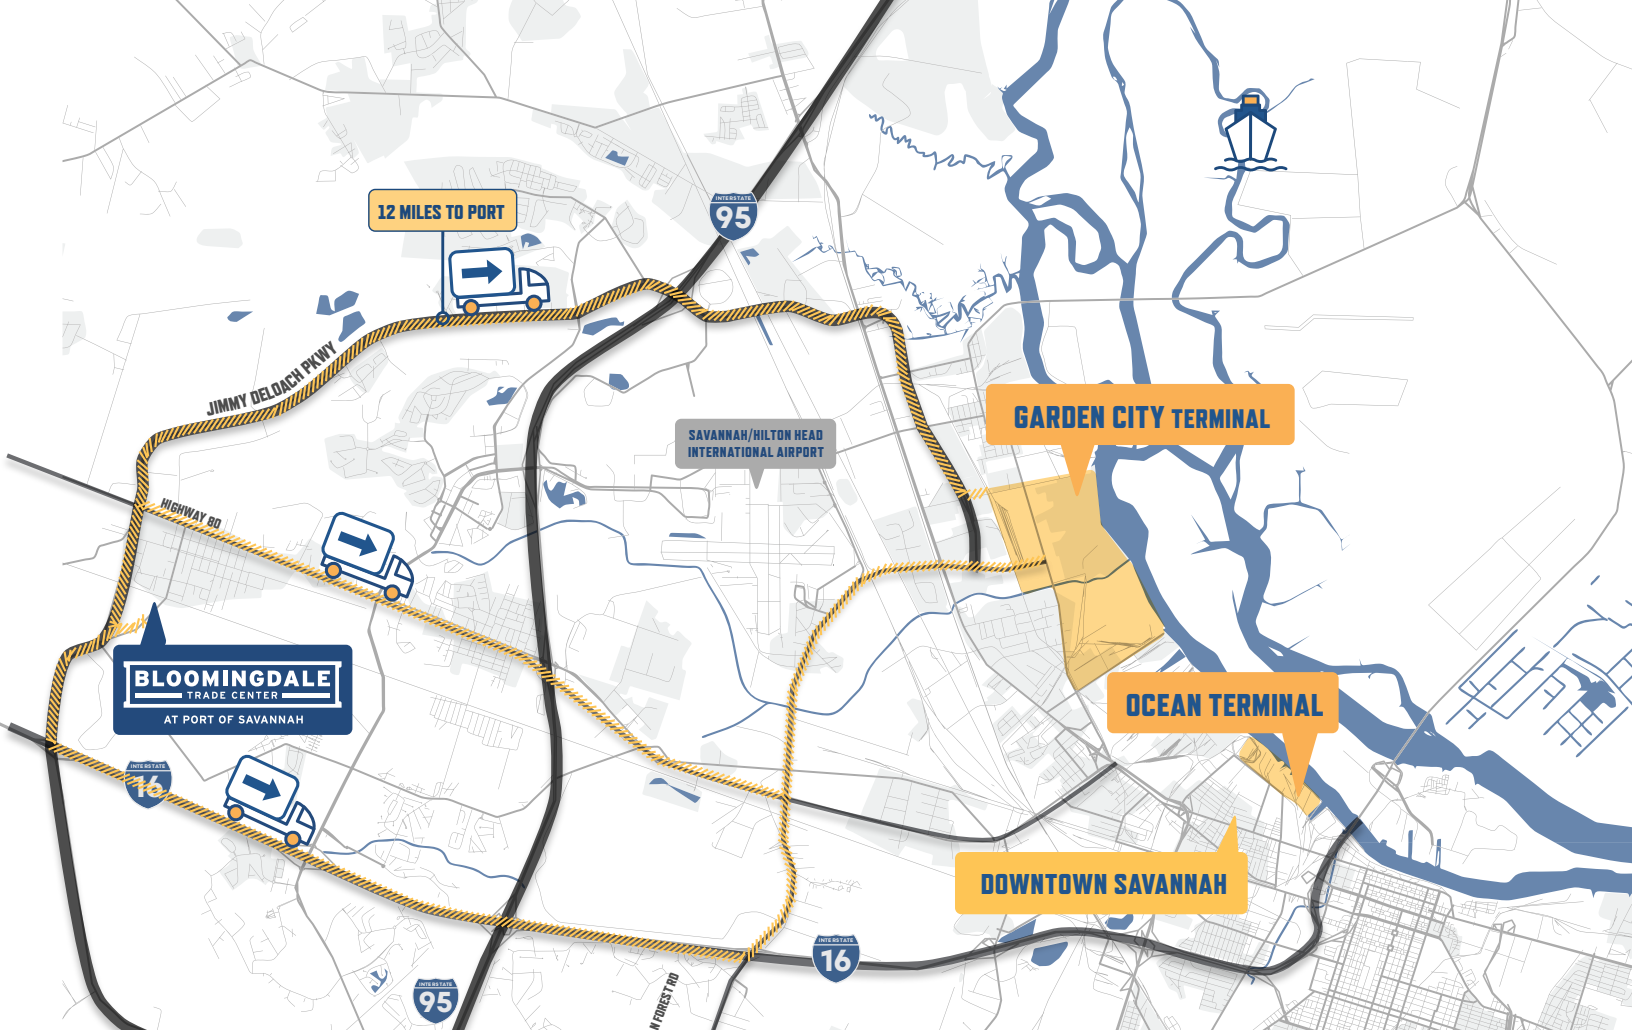 12 MILES TO PORT
INTERSTATE
95
JIMMY DELOACH PKWY
GARDEN CITY TERMINAL
SAVANNAH/HILTON HEAD
INTERNATIONAL AIRPORT
HIGHWAY 80
BLOOMINGDALE
TRADE CENTER
AT PORT OF SAVANNAH
OCEAN TERMINAL
INTERSTATE
16
DOWNTOWN SAVANNAH
INTERSTATE
16
INTERSTATE
95
N FOREST RD